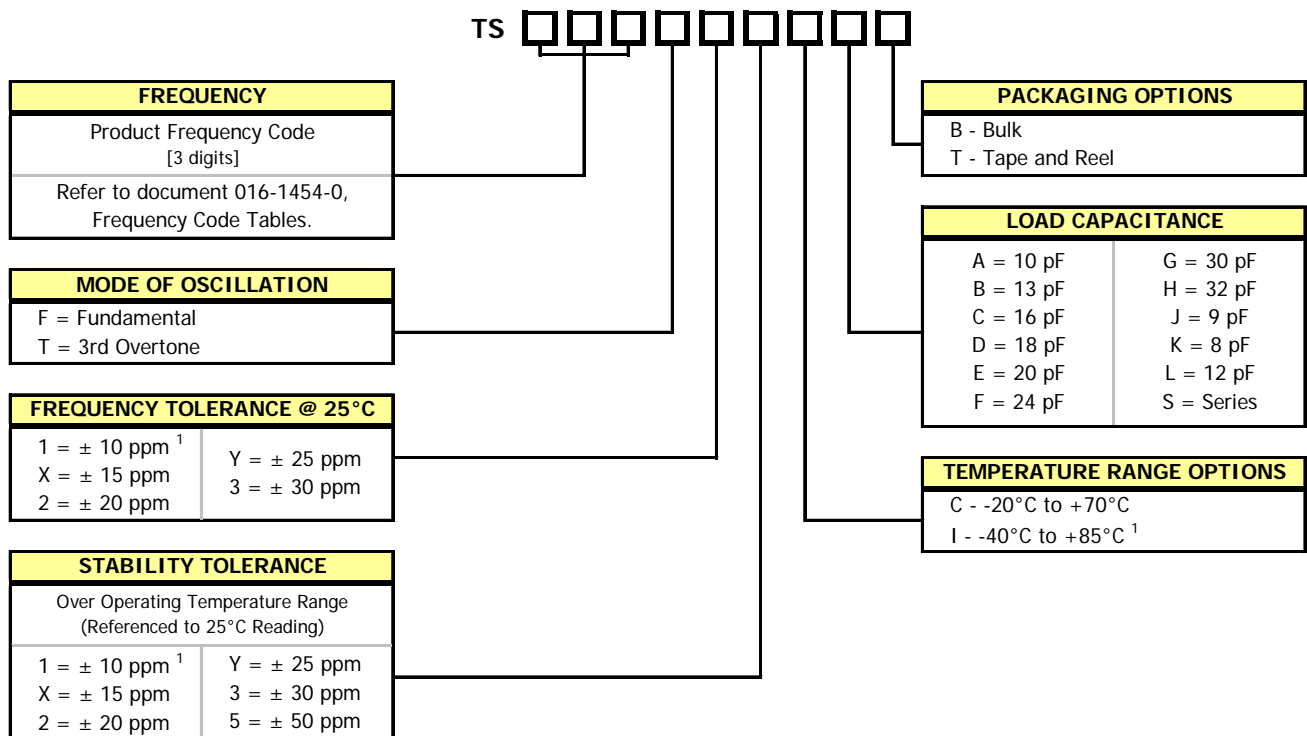 TS
FREQUENCY
Product Frequency Code
[3 digits]
Refer to document 016-1454-0,
Frequency Code Tables.
MODE OF OSCILLATION
F = Fundamental
T = 3rd Overtone
FREQUENCY TOLERANCE @ 25°C
1 = ± 10 ppm 1
X = ± 15 ppm
2 = ± 20 ppm
Y = ± 25 ppm
3 = ± 30 ppm
STABILITY TOLERANCE
Over Operating Temperature Range
(Referenced to 25°C Reading)
1 = ± 10 ppm 1
X = ± 15 ppm
2 = ± 20 ppm
Y = ± 25 ppm
3 = ± 30 ppm
5 = ± 50 ppm
PACKAGING OPTIONS
B - Bulk
T - Tape and Reel
LOAD CAPACITANCE
A = 10 pF
B = 13 pF
C = 16 pF
D = 18 pF
E = 20 pF
F = 24 pF
G = 30 pF
H = 32 pF
J = 9 pF
K = 8 pF
L = 12 pF
S = Series
TEMPERATURE RANGE OPTIONS
C - -20°C to +70°C
I - -40°C to +85°C 1